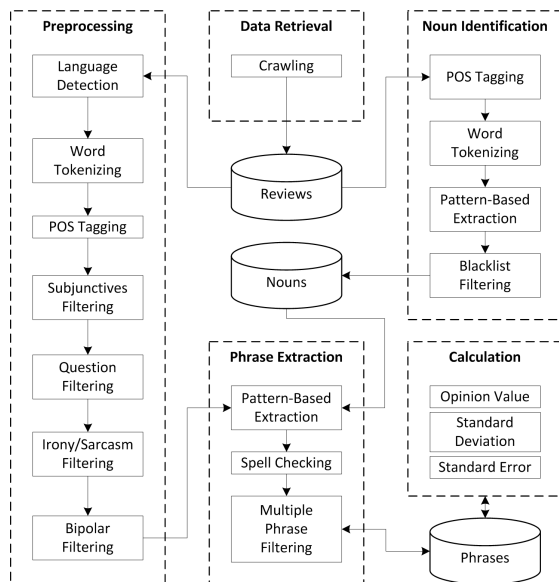 Preprocessing
Language
Detection
Word
Tokenizing
POS Tagging
Subjunctives
Filtering
Question
Filtering
Irony/Sarcasm
Filtering
Bipolar
Filtering
Data Retrieval
Crawling
Reviews
Nouns
Phrase Extraction
Pattern-Based
Extraction
Spell Checking
Multiple
Phrase
Filtering
Noun Identification
POS Tagging
Word
Tokenizing
Pattern-Based
Extraction
Blacklist
Filtering
Calculation
Opinion Value
Standard
Deviation
Standard Error
Phrases